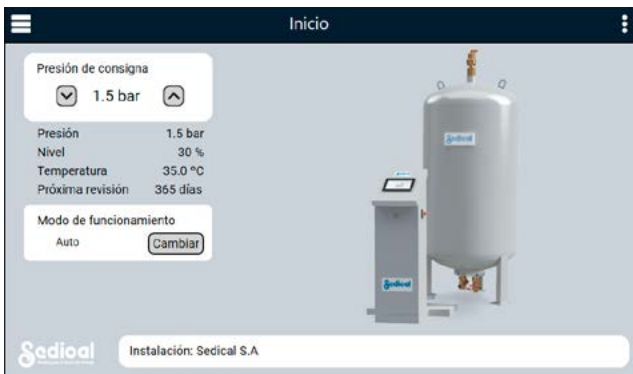 Inicio
Presión de consigna
1.5 bar
Presión 1.5 bar
Nivel 30 %
Temperatura 35.0 ºC
Próxima revisión 365 días
Modo de funcionamiento
Auto Cambiar
Sedical
Sedical
Sedical
Instalación: Sedical S.A